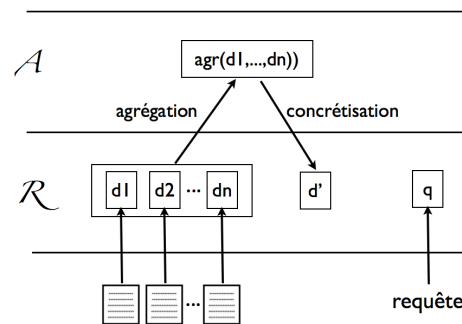 A
agr(d1,...,dn))
agrégation
concrétisation
R
d1 d2 ... dn
d'
q
...
requête